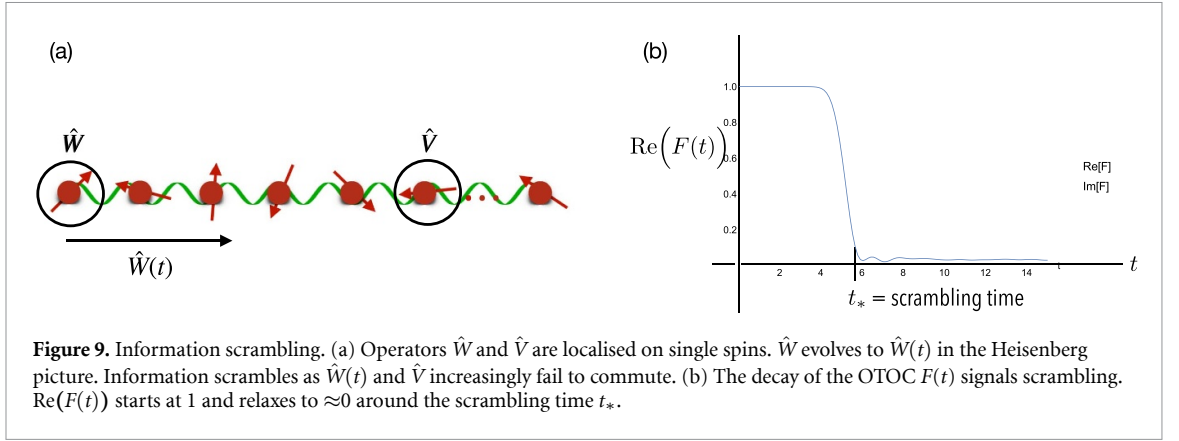 (a)
Ŵ
V̂
Ŵ(t)
(b)
1.0
0.8
Re(F(t))
0.6
0.4
0.2
2 4 6 8 10 12 14 t
t
t* = scrambling time
Re[F]
Im[F]
Figure 9. Information scrambling. (a) Operators Ŵ and V̂ are localised on single spins. Ŵ evolves to Ŵ(t) in the Heisenberg
picture. Information scrambles as Ŵ(t) and V̂ increasingly fail to commute. (b) The decay of the OTOC F(t) signals scrambling.
Re(F(t)) starts at 1 and relaxes to ≈0 around the scrambling time t*.